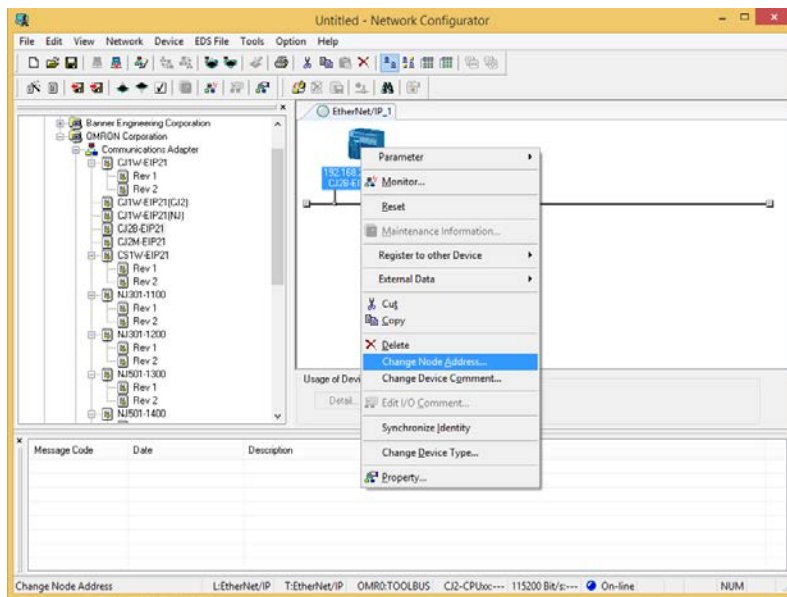 Untitled - Network Configurator
File Edit View Network Device EDS File Tools Option Help
EtherNet/IP_1
Banner Engineering Corporation
OMRON Corporation
Communications Adapter
CJ1W-EIP21
Rev 1
Rev 2
CJ1W-EIP21(CJ2)
CJ1W-EIP21(NJ)
CJ2B-EIP21
CJ2M-EIP21
CS1W-EIP21
Rev 1
Rev 2
NJ301-1100
Rev 1
Rev 2
NJ301-1200
Rev 1
Rev 2
NJ501-1300
Rev 1
Rev 2
NJ501-1400
192.168.
CJ2B-EI
Parameter
Monitor...
Reset
Maintenance Information...
Register to other Device
External Data
Cut
Copy
Delete
Change Node Address...
Change Device Comment...
Edit I/O Comment...
Synchronize Identity
Change Device Type...
Property...
Usage of Devi
Detail...
Message Code Date Description
Change Node Address L:EtherNet/IP T:EtherNet/IP OMR0:TOOLBUS CJ2-CPUxx--- 115200 Bit/s--- On-line NUM